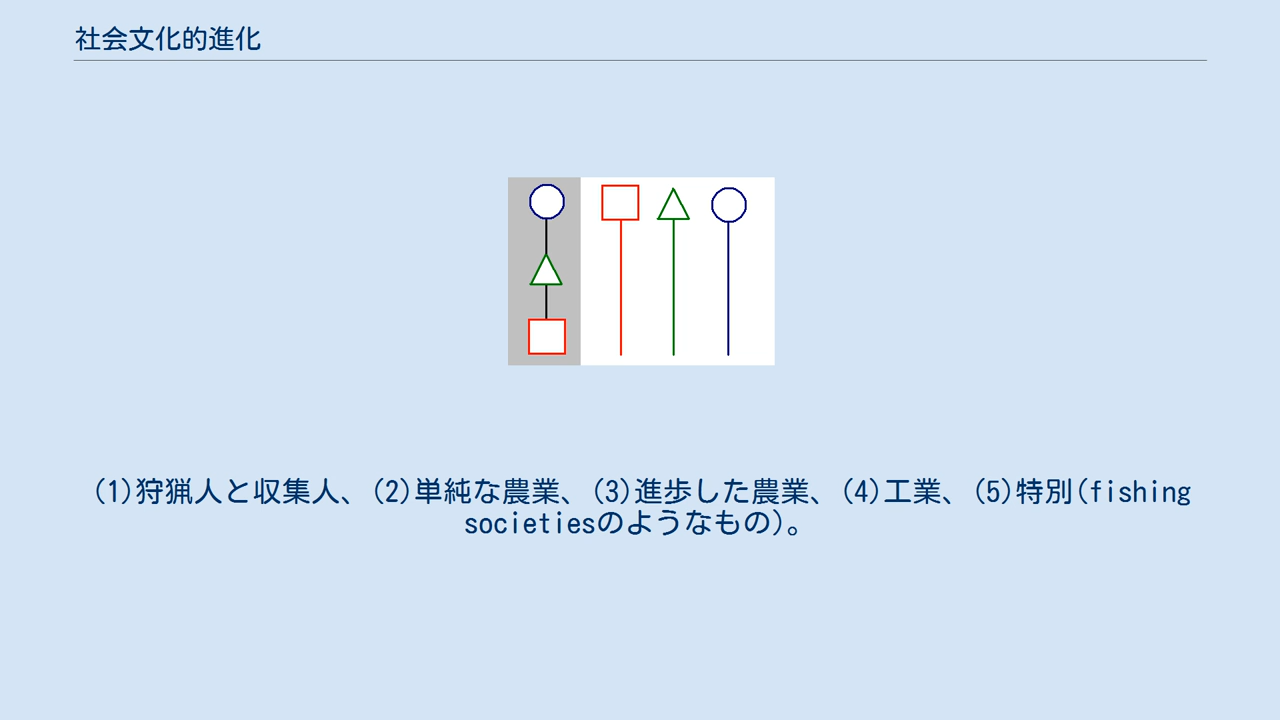 社会文化的進化
(1)狩猟人と収集人、(2)単純な農業、(3)進歩した農業、(4)工業、(5)特別(fishing
societiesのようなもの)。